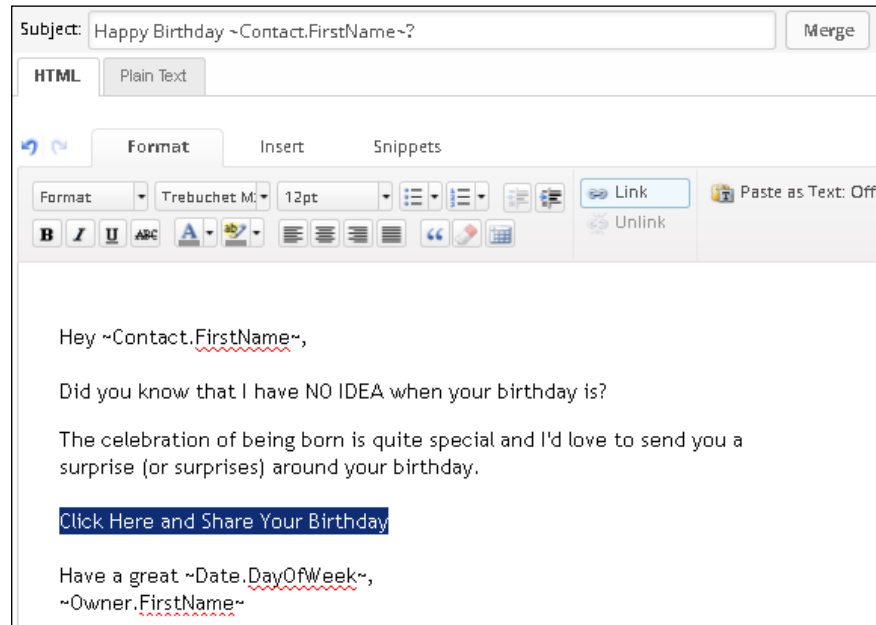 Subject: Happy Birthday ~Contact.FirstName~? Merge
HTML Plain Text
Format Insert Snippets
Format Trebuchet M: 12pt Link Paste as Text: Off
B I U ABC A ab Unlink
Hey ~Contact.FirstName~,
Did you know that I have NO IDEA when your birthday is?
The celebration of being born is quite special and I'd love to send you a
surprise (or surprises) around your birthday.
Click Here and Share Your Birthday
Have a great ~Date.DayOfWeek~,
~Owner.FirstName~